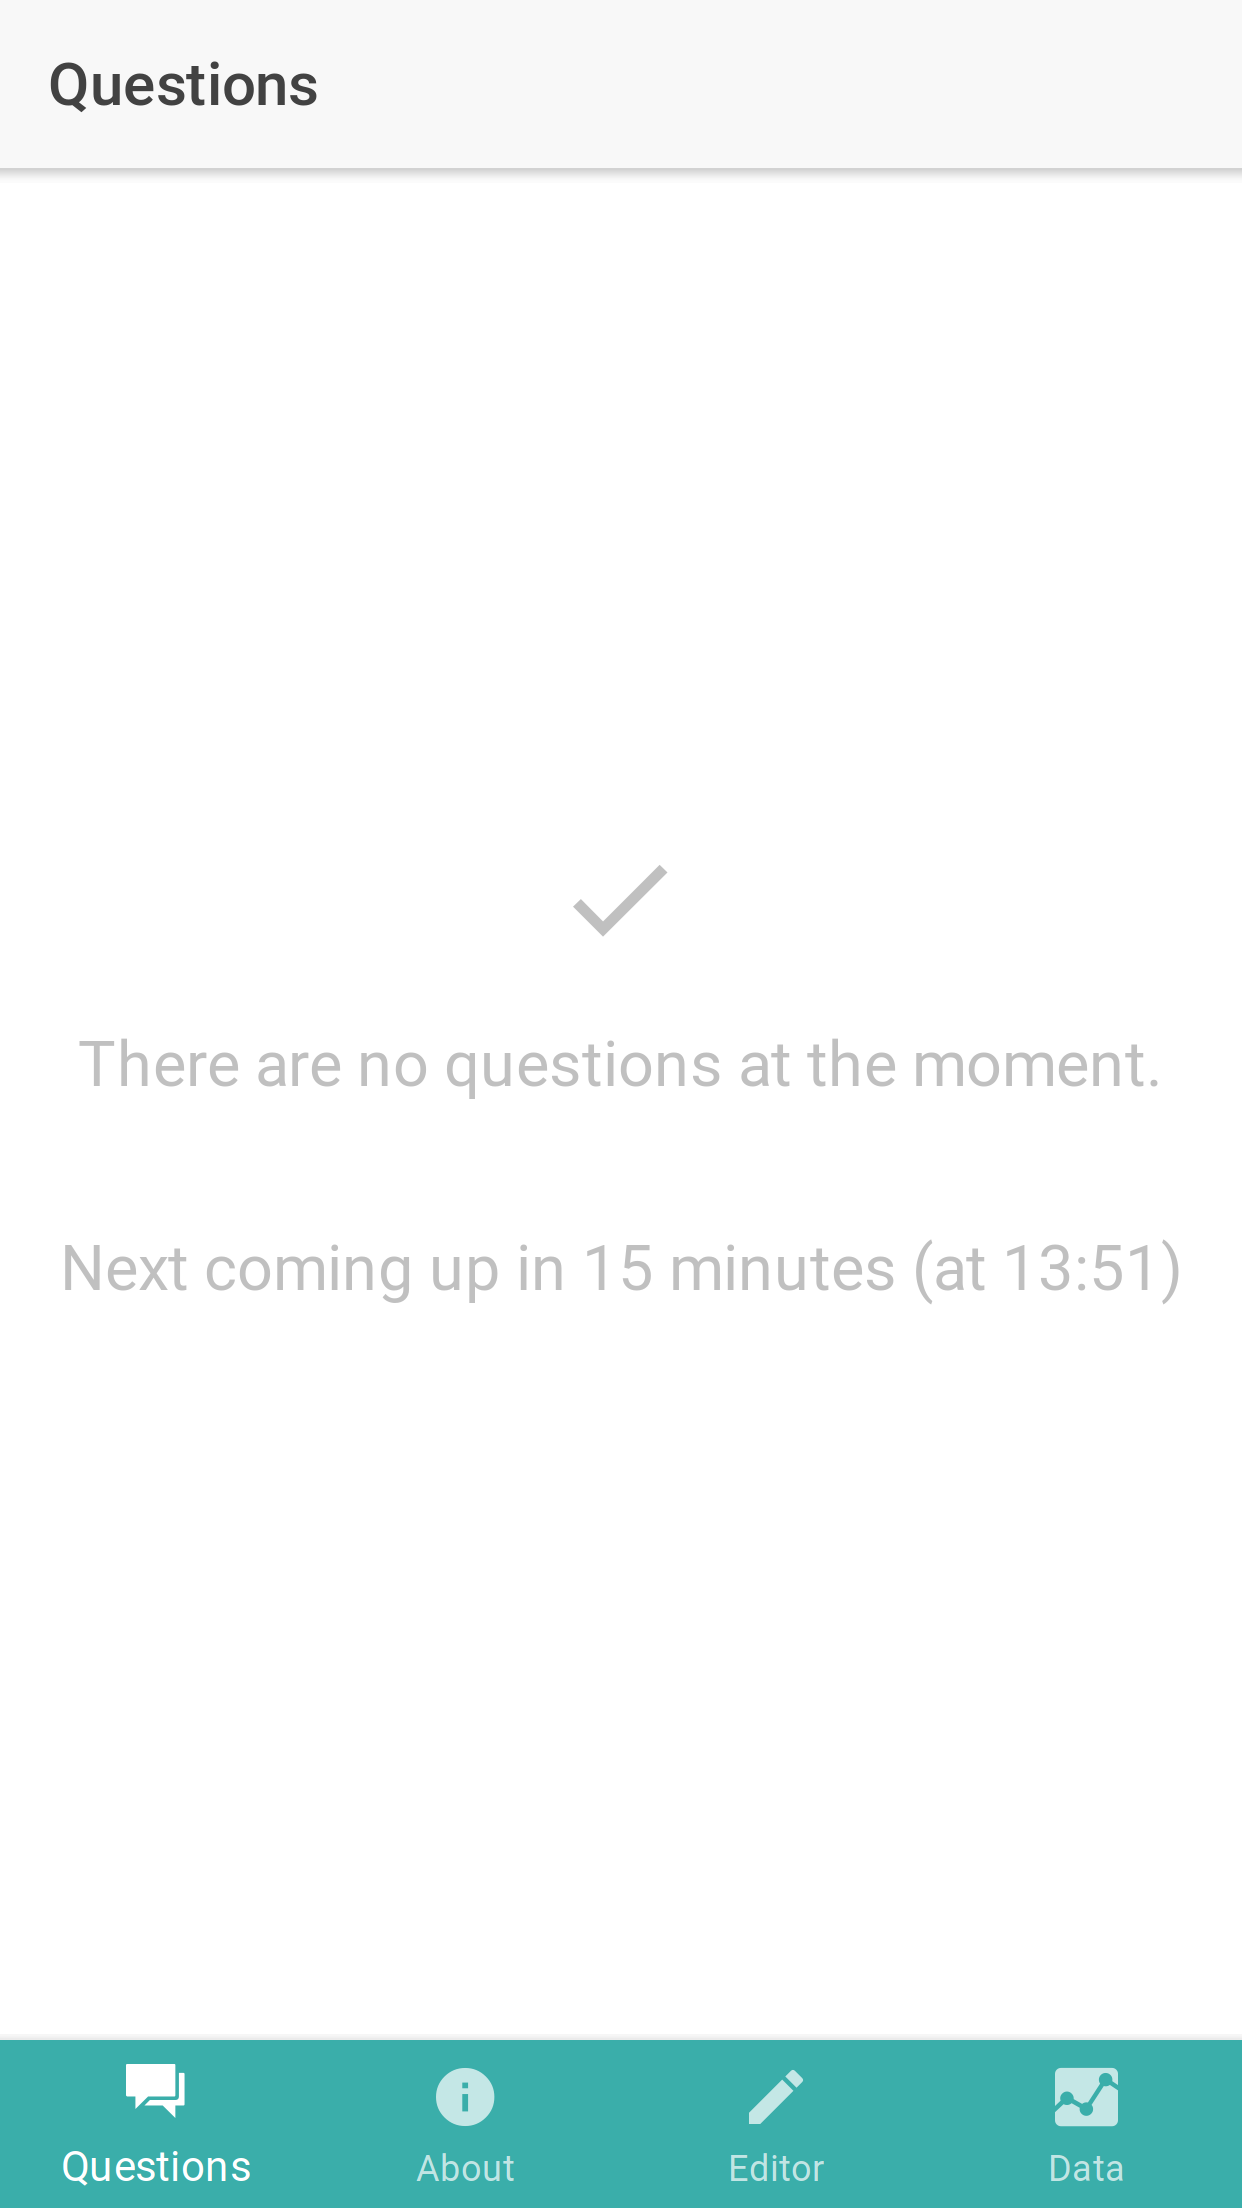 Questions
There are no questions at the moment.
Next coming up in 15 minutes (at 13:51)
Questions
About
Editor
Data